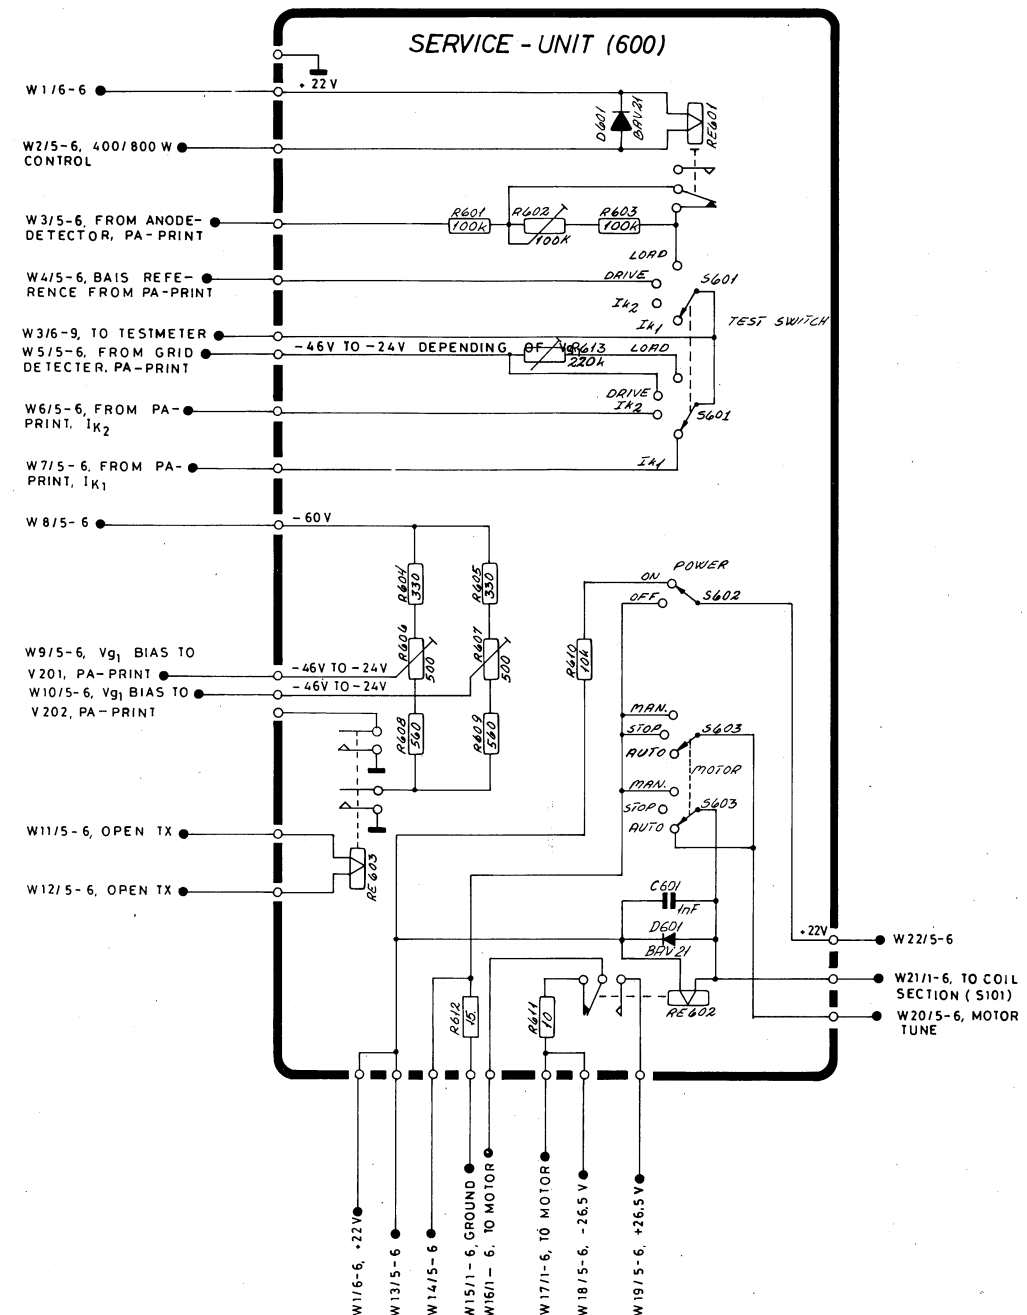 SERVICE - UNIT (600)
+ 22 V
W1/6-6
D601
BAV21
RE601
W2/5-6, 400/800 W
CONTROL
W3/5-6, FROM ANODE-
DETECTOR, PA-PRINT
R601
100k
R602
100k
R603
100k
LOAD
W4/5-6, BAIS REFE-
RENCE FROM PA-PRINT
DRIVE
S601
Ik2
Ik1
TEST SWITCH
W3/6-9, TO TESTMETER
W5/5-6, FROM GRID
DETECTER, PA-PRINT
-46V TO -24V DEPENDING OF
R613
220k
LOAD
DRIVE
Ik2
S601
W6/5-6, FROM PA-
PRINT, IK2
W7/5-6, FROM PA-
PRINT, IK1
Ik1
W8/5-6
- 60 V
R604
330
R605
330
POWER
ON
OFF
S602
R606
500
R607
500
R610
10k
W9/5-6, Vg1 BIAS TO
V201, PA-PRINT
-46V TO -24V
W10/5-6, Vg1 BIAS TO
V202, PA-PRINT
-46V TO -24V
R608
560
R609
560
MAN.
STOP
S603
AUTO
MOTOR
MAN.
STOP
S603
AUTO
W11/5-6, OPEN TX
RE603
W12/5-6, OPEN TX
C601
1nF
D601
BAV21
+22V
W22/5-6
W21/1-6, TO COIL
SECTION (S101)
R612
15
R611
10
RE602
W20/5-6, MOTOR
TUNE
W1/6-6, +22V
W13/5-6
W14/5-6
W15/1-6, GROUND
W16/1-6, TO MOTOR
W17/1-6, TO MOTOR
W18/5-6, -26.5 V
W19/5-6, +26.5 V